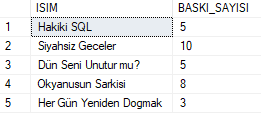 ISIM BASKI_SAYISI
1 Hakiki SQL 5
2 Siyahsiz Geceler 10
3 Dün Seni Unutur mu? 5
4 Okyanusun Sarkisi 8
5 Her Gün Yeniden Dogmak 3